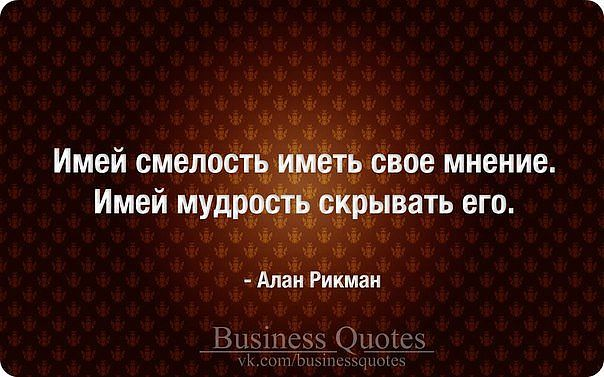 Имей смелость иметь свое мнение.
Имей мудрость скрывать его.
- Алан Рикман
Business Quotes
vk.com/businessquotes